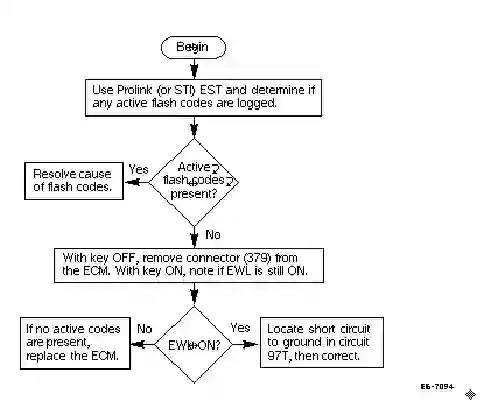 Begin
Use Prolink (or STI) EST and determine if
any active flash codes are logged.
Active
flash codes
present?
Yes
Resolve cause
of flash codes.
No
With key OFF, remove connector (379) from
the ECM. With key ON, note if EWL is still ON.
EWL ON?
No
If no active codes
are present,
replace the ECM.
Yes
Locate short circuit
to ground in circuit
97T, then correct.
E6-7094